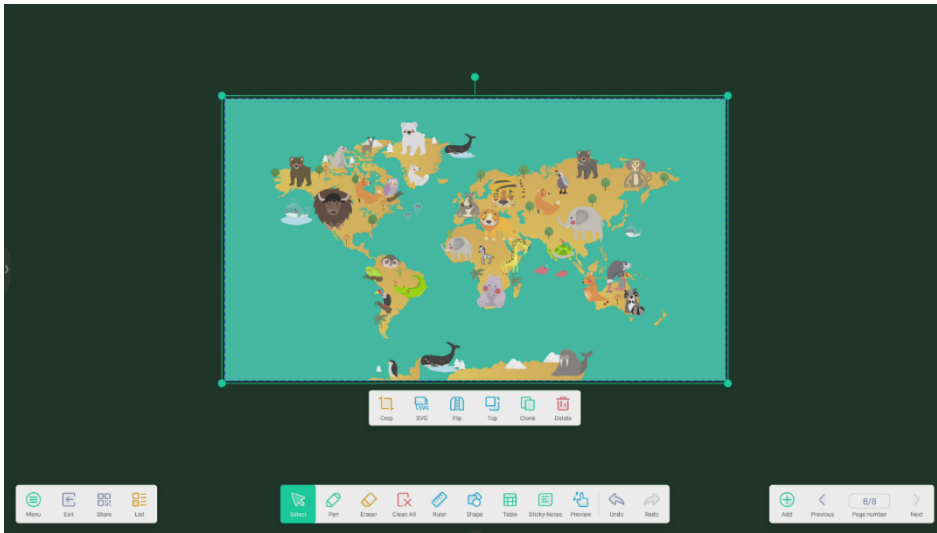 Crop SVG Flip Top Clone Delete
Menu Exit Share List
Select Pen Eraser Clean All Ruler Shape Table Sticky-Notes Preview Undo Redo
Add Previous 8/8 Page number Next